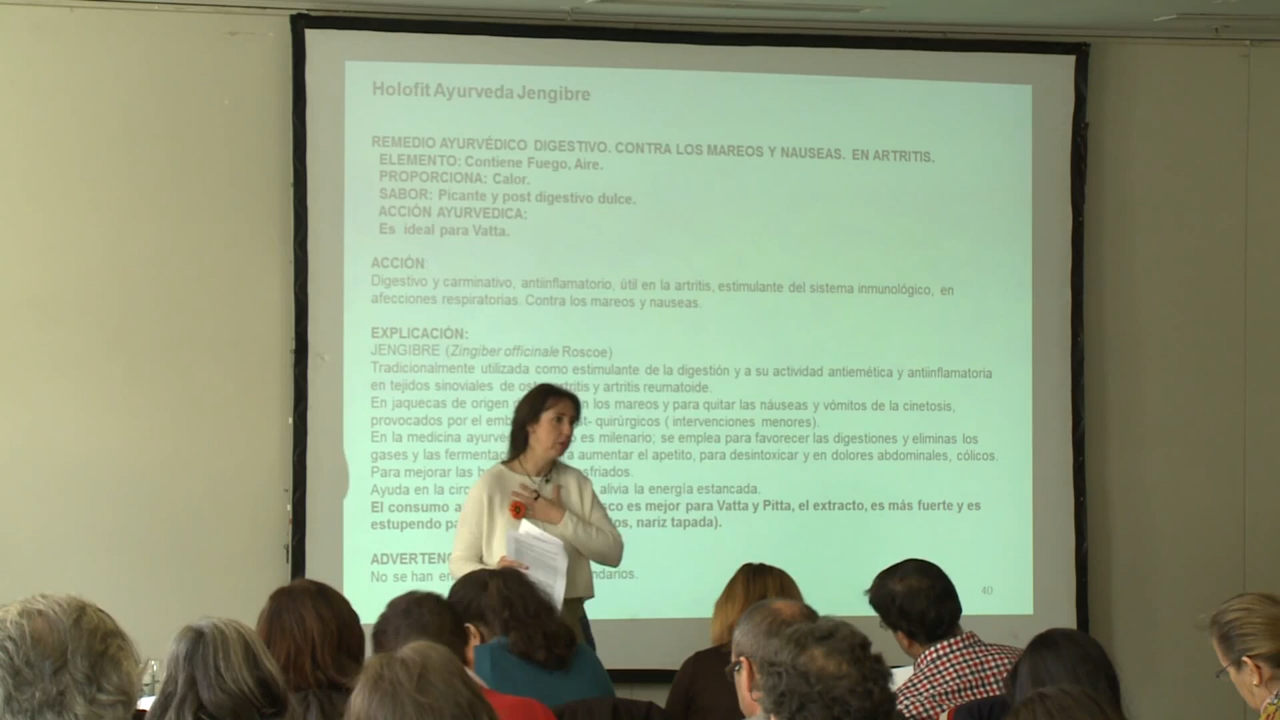 Holofit Ayurveda Jengibre
REMEDIO AYURVÉDICO DIGESTIVO. CONTRA LOS MAREOS Y NAUSEAS. EN ARTRITIS.
ELEMENTO: Contiene Fuego, Aire.
PROPORCIONA: Calor.
SABOR: Picante y post digestivo dulce.
ACCIÓN AYURVEDICA:
Es ideal para Vatta.
ACCIÓN
Digestivo y carminativo, antiinflamatorio, útil en la artritis, estimulante del sistema inmunológico, en
afecciones respiratorias. Contra los mareos y nauseas.
EXPLICACIÓN:
JENGIBRE (Zingiber officinale Roscoe)
Tradicionalmente utilizada como estimulante de la digestión y a su actividad antiemética y antiinflamatoria
en tejidos sinoviales de y artritis reumatoide.
En jaquecas de origen los mareos y para quitar las náuseas y vómitos de la cinetosis,
provocados por el quirúrgicos ( intervenciones menores).
En la medicina es milenario; se emplea para favorecer las digestiones y eliminas los
gases y las aumentar el apetito, para desintoxicar y en dolores abdominales, cólicos.
Para mejorar las
Ayuda en la alivia la energía estancada.
El consumo es mejor para Vatta y Pitta, el extracto, es más fuerte y es
estupendo nariz tapada).
No se han
40